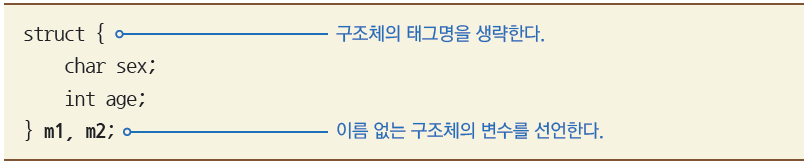 struct { 구조체의 태그명을 생략한다.
char sex;
int age;
} m1, m2; 이름 없는 구조체의 변수를 선언한다.